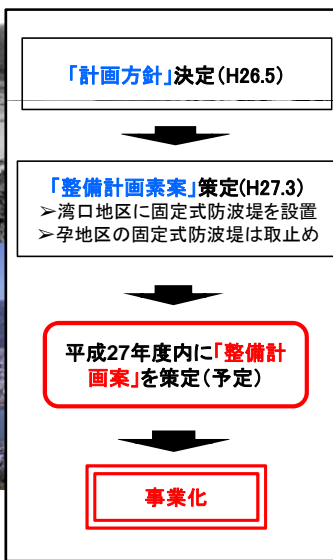 「計画方針」決定（H26.5）
「整備計画素案」策定(H27.3)
➢湾口地区に固定式防波堤を設置
➢孕地区の固定式防波堤は取止め
平成27年度内に「整備計
画案」を策定（予定）
事業化